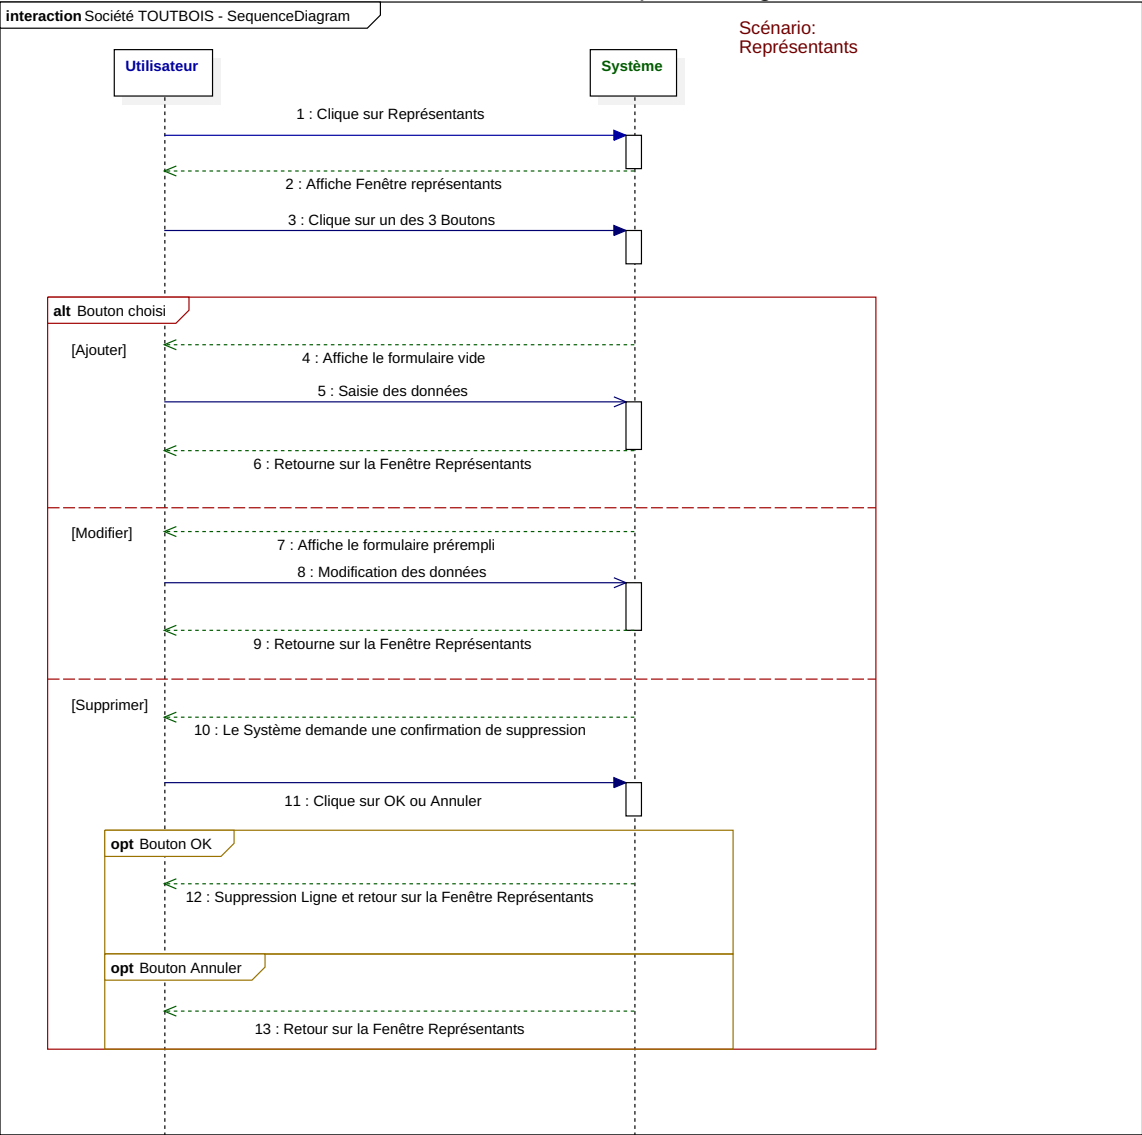 interaction Société TOUTBOIS - SequenceDiagram
Scénario:
Représentants
Utilisateur
Système
1 : Clique sur Représentants
2 : Affiche Fenêtre représentants
3 : Clique sur un des 3 Boutons
alt Bouton choisi
[Ajouter]
4 : Affiche le formulaire vide
5 : Saisie des données
6 : Retourne sur la Fenêtre Représentants
[Modifier]
7 : Affiche le formulaire prérempli
8 : Modification des données
9 : Retourne sur la Fenêtre Représentants
[Supprimer]
10 : Le Système demande une confirmation de suppression
11 : Clique sur OK ou Annuler
opt Bouton OK
12 : Suppression Ligne et retour sur la Fenêtre Représentants
opt Bouton Annuler
13 : Retour sur la Fenêtre Représentants